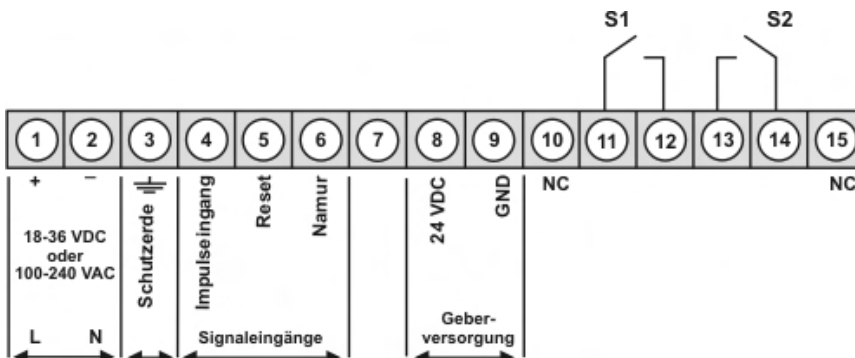 S1 S2
1 2 3 4 5 6 7 8 9 10 11 12 13 14 15
+ –
18-36 VDC
oder
100-240 VAC
L N
Schutzerde
Impulseingang
Reset
Namur
Signaleingänge
24 VDC
GND
Geber-
versorgung
NC
NC